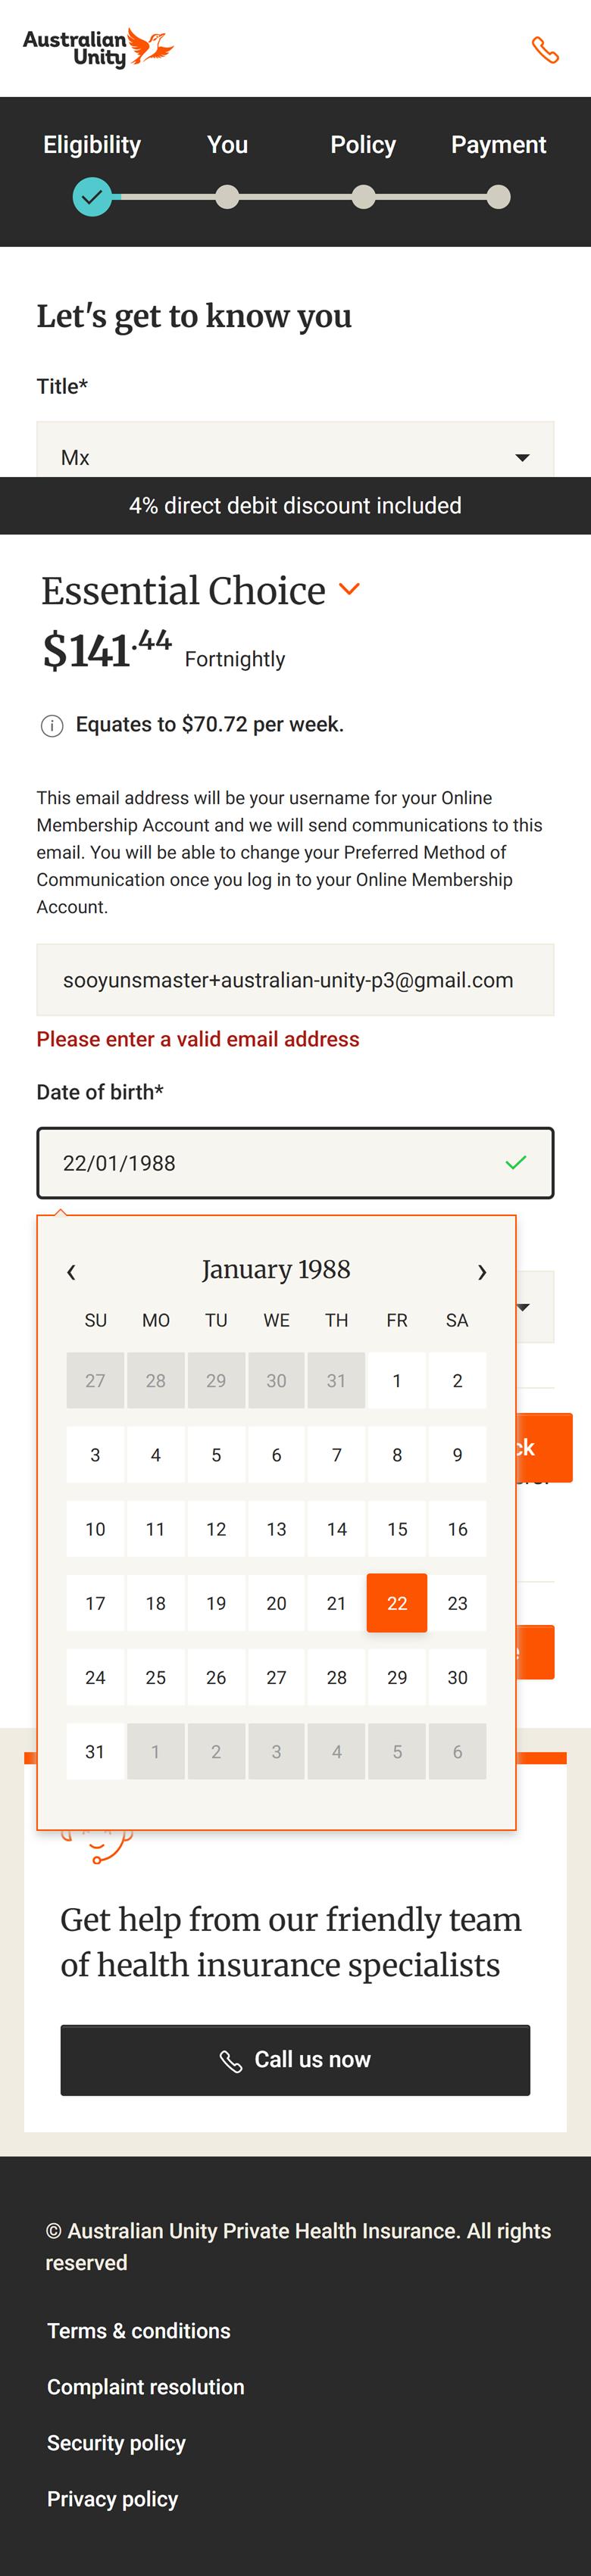 Australian
Unity
Eligibility You Policy Payment
Let's get to know you
Title*
Mx
4% direct debit discount included
Essential Choice
$141.44 Fortnightly
Equates to $70.72 per week.
This email address will be your username for your Online
Membership Account and we will send communications to this
email. You will be able to change your Preferred Method of
Communication once you log in to your Online Membership
Account.
sooyunsmaster+australian-unity-p3@gmail.com
Please enter a valid email address
Date of birth*
22/01/1988
‹ January 1988 ›
SU MO TU WE TH FR SA
27 28 29 30 31 1 2
3 4 5 6 7 8 9
ck
10 11 12 13 14 15 16
17 18 19 20 21 22 23
24 25 26 27 28 29 30
31 1 2 3 4 5 6
Get help from our friendly team
of health insurance specialists
Call us now
© Australian Unity Private Health Insurance. All rights
reserved
Terms & conditions
Complaint resolution
Security policy
Privacy policy